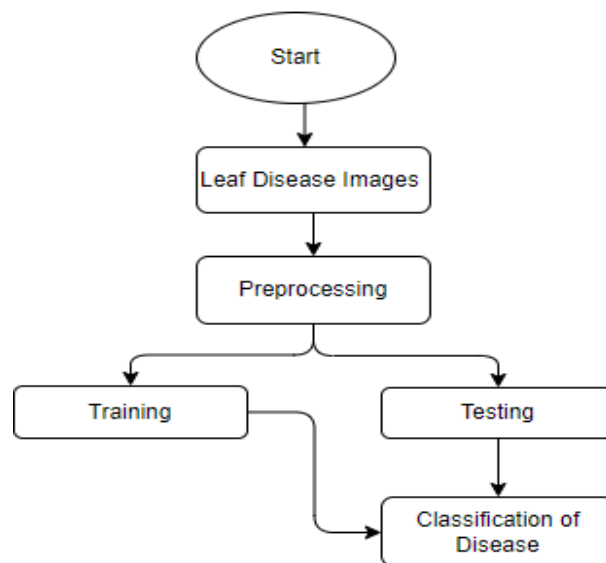 Start
Leaf Disease Images
Preprocessing
Training
Testing
Classification of
Disease